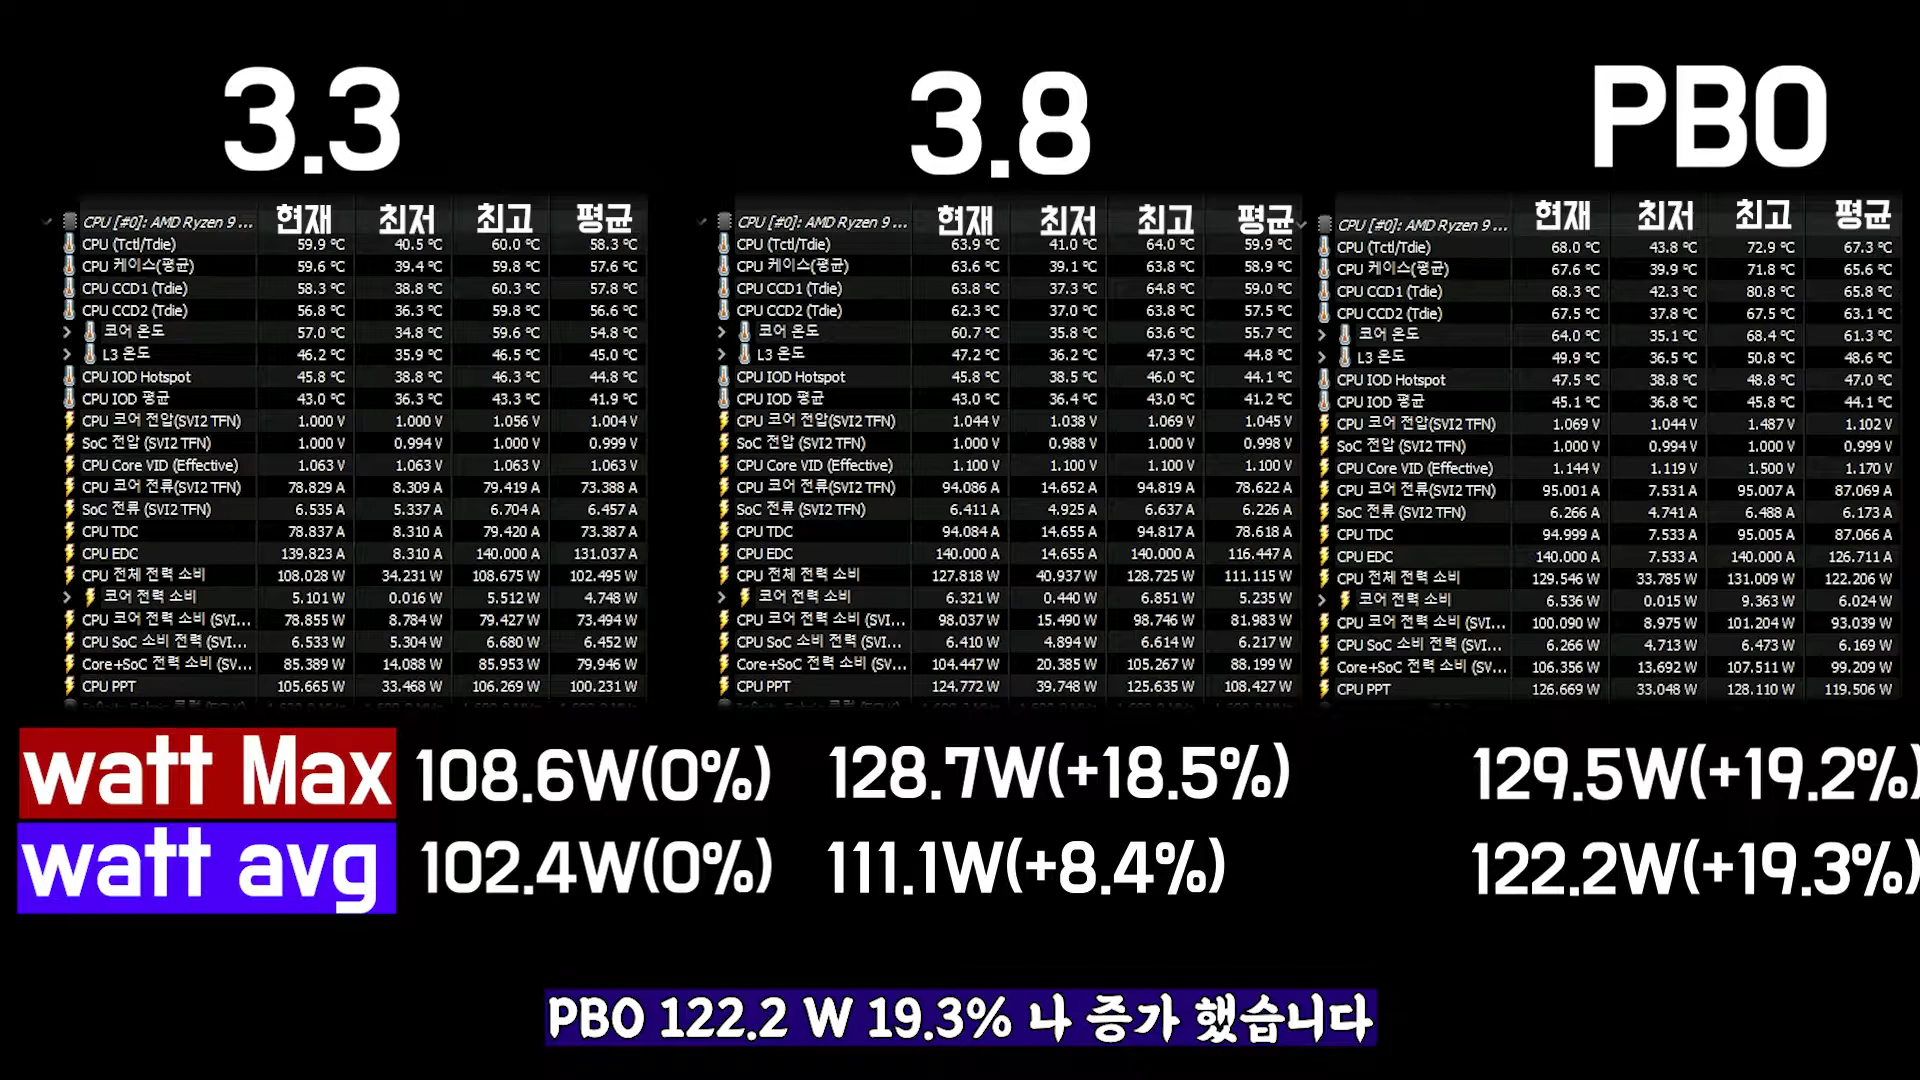 3.3
CPU [#0]: AMD Ryzen 9 ... 현재 최저 최고 평균
CPU (Tctl/Tdie) 59.9 ℃ 40.5 ℃ 60.0 ℃ 58.3 ℃
CPU 케이스(평균) 59.6 ℃ 39.4 ℃ 59.8 ℃ 57.6 ℃
CPU CCD1 (Tdie) 58.3 ℃ 38.8 ℃ 60.3 ℃ 57.8 ℃
CPU CCD2 (Tdie) 56.8 ℃ 36.3 ℃ 59.8 ℃ 56.6 ℃
코어 온도 57.0 ℃ 34.8 ℃ 59.6 ℃ 54.8 ℃
L3 온도 46.2 ℃ 35.9 ℃ 46.5 ℃ 45.0 ℃
CPU IOD Hotspot 45.8 ℃ 38.8 ℃ 46.3 ℃ 44.8 ℃
CPU IOD 평균 43.0 ℃ 36.3 ℃ 43.3 ℃ 41.9 ℃
CPU 코어 전압(SVI2 TFN) 1.000 V 1.000 V 1.056 V 1.004 V
SoC 전압 (SVI2 TFN) 1.000 V 0.994 V 1.000 V 0.999 V
CPU Core VID (Effective) 1.063 V 1.063 V 1.063 V 1.063 V
CPU 코어 전류(SVI2 TFN) 78.829 A 8.309 A 79.419 A 73.388 A
SoC 전류 (SVI2 TFN) 6.535 A 5.337 A 6.704 A 6.457 A
CPU TDC 78.837 A 8.310 A 79.420 A 73.387 A
CPU EDC 139.823 A 8.310 A 140.000 A 131.037 A
CPU 전체 전력 소비 108.028 W 34.231 W 108.675 W 102.495 W
코어 전력 소비 5.101 W 0.016 W 5.512 W 4.748 W
CPU 코어 전력 소비 (SVI... 78.855 W 8.784 W 79.427 W 73.494 W
CPU SoC 소비 전력 (SVI... 6.533 W 5.304 W 6.680 W 6.452 W
Core+SoC 전력 소비 (SV... 85.389 W 14.088 W 85.953 W 79.946 W
CPU PPT 105.665 W 33.468 W 106.269 W 100.231 W
3.8
CPU [#0]: AMD Ryzen 9 ... 현재 최저 최고 평균
CPU (Tctl/Tdie) 63.9 ℃ 41.0 ℃ 64.0 ℃ 59.9 ℃
CPU 케이스(평균) 63.6 ℃ 39.1 ℃ 63.8 ℃ 58.9 ℃
CPU CCD1 (Tdie) 63.8 ℃ 37.3 ℃ 64.8 ℃ 59.0 ℃
CPU CCD2 (Tdie) 62.3 ℃ 37.0 ℃ 63.8 ℃ 57.5 ℃
코어 온도 60.7 ℃ 35.8 ℃ 63.6 ℃ 55.7 ℃
L3 온도 47.2 ℃ 36.2 ℃ 47.3 ℃ 44.8 ℃
CPU IOD Hotspot 45.8 ℃ 38.5 ℃ 46.0 ℃ 44.1 ℃
CPU IOD 평균 43.0 ℃ 36.4 ℃ 43.0 ℃ 41.2 ℃
CPU 코어 전압(SVI2 TFN) 1.044 V 1.038 V 1.069 V 1.045 V
SoC 전압 (SVI2 TFN) 1.000 V 0.988 V 1.000 V 0.998 V
CPU Core VID (Effective) 1.100 V 1.100 V 1.100 V 1.100 V
CPU 코어 전류(SVI2 TFN) 94.086 A 14.652 A 94.819 A 78.622 A
SoC 전류 (SVI2 TFN) 6.411 A 4.925 A 6.637 A 6.226 A
CPU TDC 94.084 A 14.655 A 94.817 A 78.618 A
CPU EDC 140.000 A 14.655 A 140.000 A 116.447 A
CPU 전체 전력 소비 127.818 W 40.937 W 128.725 W 111.115 W
코어 전력 소비 6.321 W 0.440 W 6.851 W 5.235 W
CPU 코어 전력 소비 (SVI... 98.037 W 15.490 W 98.746 W 81.983 W
CPU SoC 소비 전력 (SVI... 6.410 W 4.894 W 6.614 W 6.217 W
Core+SoC 전력 소비 (SV... 104.447 W 20.385 W 105.267 W 88.199 W
CPU PPT 124.772 W 39.748 W 125.635 W 108.427 W
PBO
CPU [#0]: AMD Ryzen 9 ... 현재 최저 최고 평균
CPU (Tctl/Tdie) 68.0 ℃ 43.8 ℃ 72.9 ℃ 67.3 ℃
CPU 케이스(평균) 67.6 ℃ 39.9 ℃ 71.8 ℃ 65.6 ℃
CPU CCD1 (Tdie) 68.3 ℃ 42.3 ℃ 80.8 ℃ 65.8 ℃
CPU CCD2 (Tdie) 67.5 ℃ 37.8 ℃ 67.5 ℃ 63.1 ℃
코어 온도 64.0 ℃ 35.1 ℃ 68.4 ℃ 61.3 ℃
L3 온도 49.9 ℃ 36.5 ℃ 50.8 ℃ 48.6 ℃
CPU IOD Hotspot 47.5 ℃ 38.8 ℃ 48.8 ℃ 47.0 ℃
CPU IOD 평균 45.1 ℃ 36.8 ℃ 45.8 ℃ 44.1 ℃
CPU 코어 전압(SVI2 TFN) 1.069 V 1.044 V 1.487 V 1.102 V
SoC 전압 (SVI2 TFN) 1.000 V 0.994 V 1.000 V 0.999 V
CPU Core VID (Effective) 1.144 V 1.119 V 1.500 V 1.170 V
CPU 코어 전류(SVI2 TFN) 95.001 A 7.531 A 95.007 A 87.069 A
SoC 전류 (SVI2 TFN) 6.266 A 4.741 A 6.488 A 6.173 A
CPU TDC 94.999 A 7.533 A 95.005 A 87.066 A
CPU EDC 140.000 A 7.533 A 140.000 A 126.711 A
CPU 전체 전력 소비 129.546 W 33.785 W 131.009 W 122.206 W
코어 전력 소비 6.536 W 0.015 W 9.363 W 6.024 W
CPU 코어 전력 소비 (SVI... 100.090 W 8.975 W 101.204 W 93.039 W
CPU SoC 소비 전력 (SVI... 6.266 W 4.713 W 6.473 W 6.169 W
Core+SoC 전력 소비 (SV... 106.356 W 13.692 W 107.511 W 99.209 W
CPU PPT 126.669 W 33.048 W 128.110 W 119.506 W
watt Max 108.6W(0%) 128.7W(+18.5%) 129.5W(+19.2%)
watt avg 102.4W(0%) 111.1W(+8.4%) 122.2W(+19.3%)
PBO 122.2 W 19.3% 나 증가 했습니다